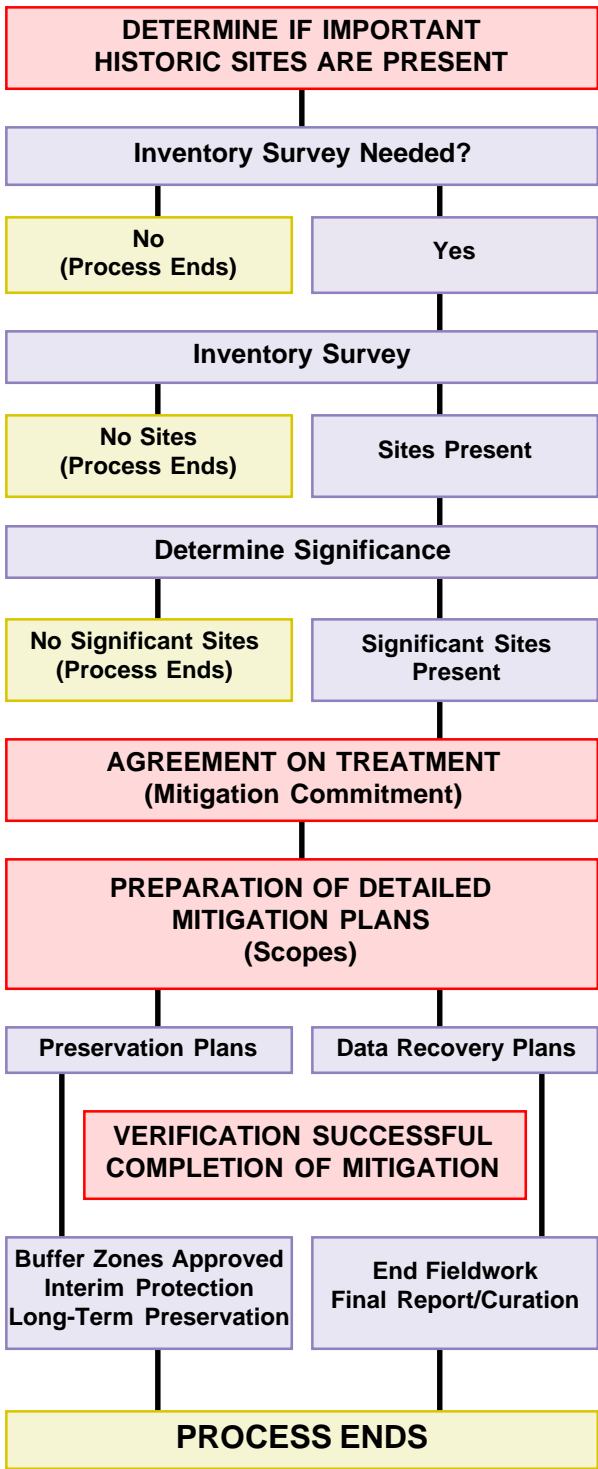 DETERMINE IF IMPORTANT
HISTORIC SITES ARE PRESENT
Inventory Survey Needed?
No
(Process Ends)
Yes
Inventory Survey
No Sites
(Process Ends)
Sites Present
Determine Significance
No Significant Sites
(Process Ends)
Significant Sites
Present
AGREEMENT ON TREATMENT
(Mitigation Commitment)
PREPARATION OF DETAILED
MITIGATION PLANS
(Scopes)
Preservation Plans
Data Recovery Plans
VERIFICATION SUCCESSFUL
COMPLETION OF MITIGATION
Buffer Zones Approved
Interim Protection
Long-Term Preservation
End Fieldwork
Final Report/Curation
PROCESS ENDS